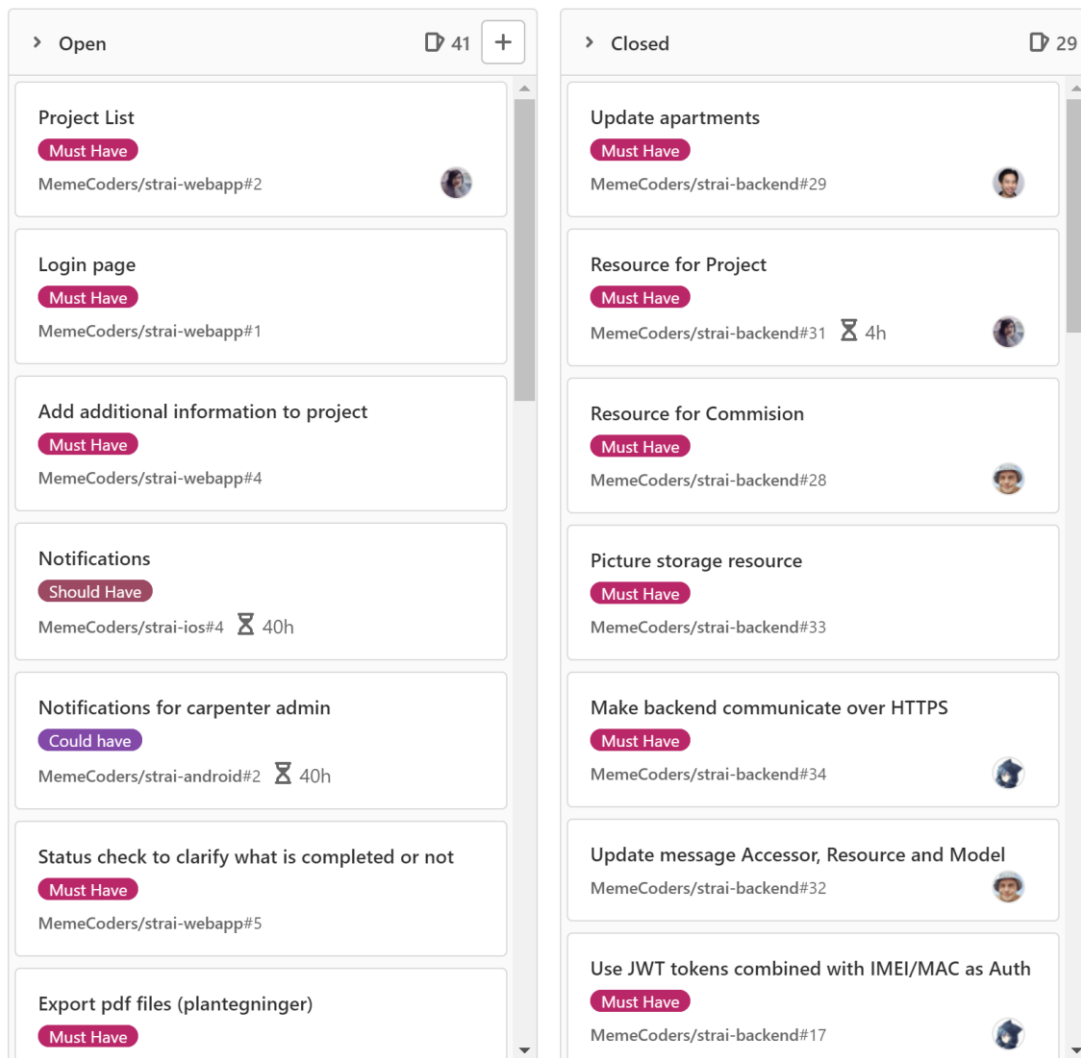 Open
41
Project List
Must Have
MemeCoders/strai-webapp#2
Login page
Must Have
MemeCoders/strai-webapp#1
Add additional information to project
Must Have
MemeCoders/strai-webapp#4
Notifications
Should Have
MemeCoders/strai-ios#4 40h
Notifications for carpenter admin
Could have
MemeCoders/strai-android#2 40h
Status check to clarify what is completed or not
Must Have
MemeCoders/strai-webapp#5
Export pdf files (plantegninger)
Must Have
Closed
29
Update apartments
Must Have
MemeCoders/strai-backend#29
Resource for Project
Must Have
MemeCoders/strai-backend#31 4h
Resource for Commision
Must Have
MemeCoders/strai-backend#28
Picture storage resource
Must Have
MemeCoders/strai-backend#33
Make backend communicate over HTTPS
Must Have
MemeCoders/strai-backend#34
Update message Accessor, Resource and Model
MemeCoders/strai-backend#32
Use JWT tokens combined with IMEI/MAC as Auth
Must Have
MemeCoders/strai-backend#17